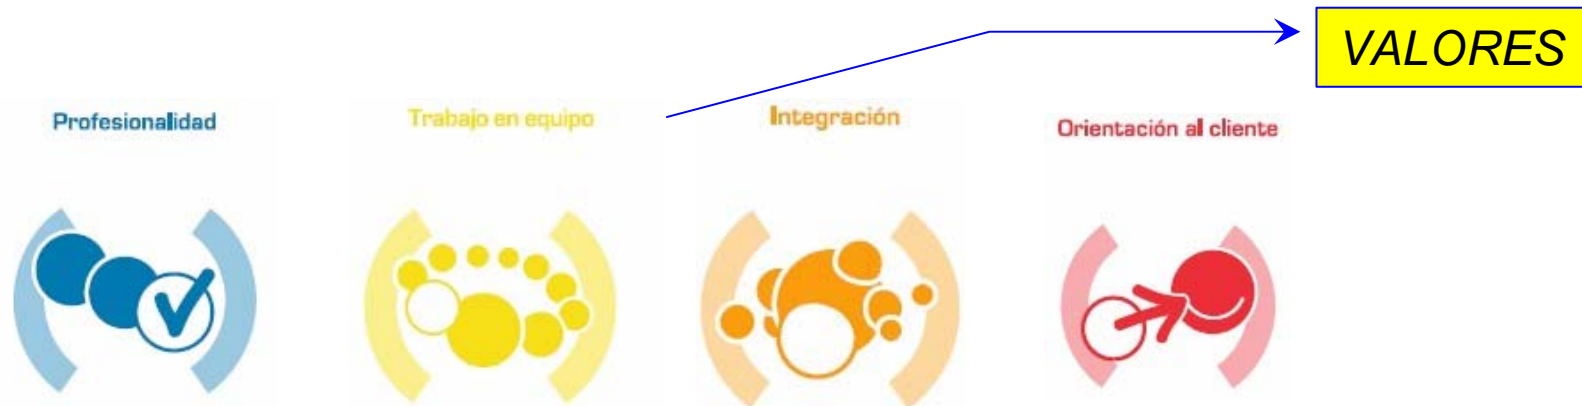 VALORES
Profesionalidad
Trabajo en equipo
Integración
Orientación al cliente